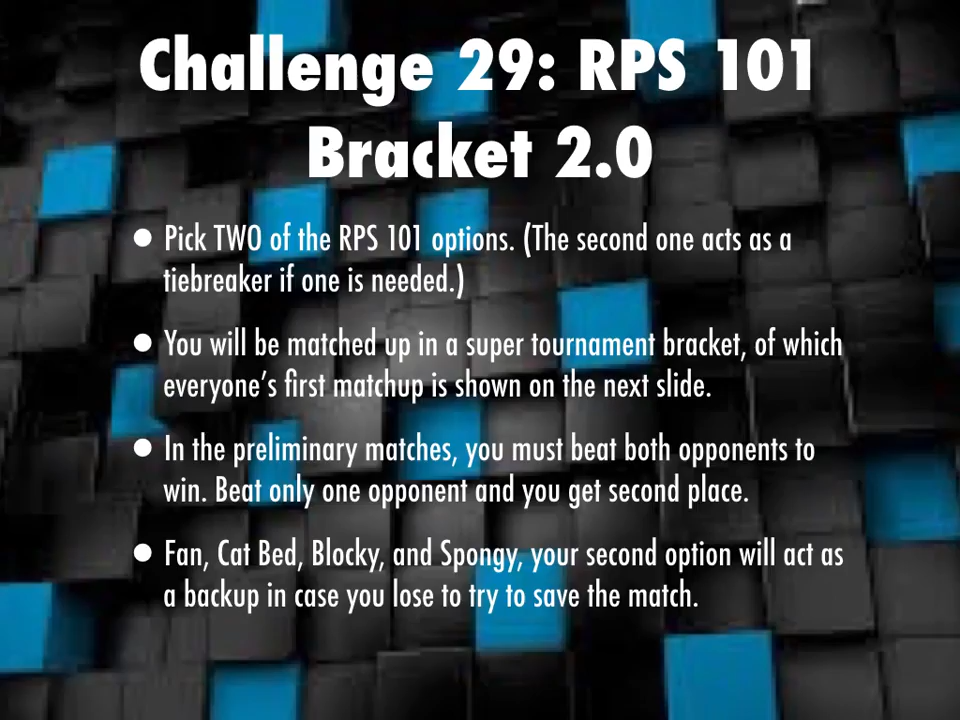 Challenge 29: RPS 101
Bracket 2.0
• Pick TWO of the RPS 101 options. (The second one acts as a
tiebreaker if one is needed.)
• You will be matched up in a super tournament bracket, of which
everyone's first matchup is shown on the next slide.
• In the preliminary matches, you must beat both opponents to
win. Beat only one opponent and you get second place.
• Fan, Cat Bed, Blocky, and Spongy, your second option will act as
a backup in case you lose to try to save the match.